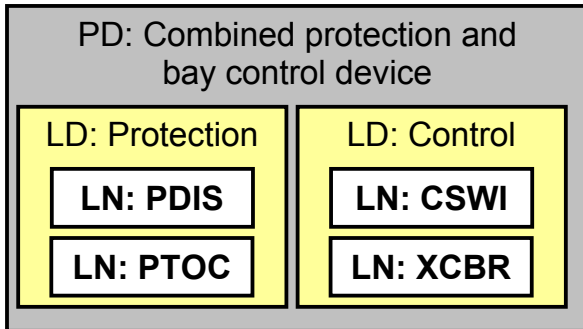 PD: Combined protection and
bay control device
LD: Protection
LN: PDIS
LN: PTOC
LD: Control
LN: CSWI
LN: XCBR